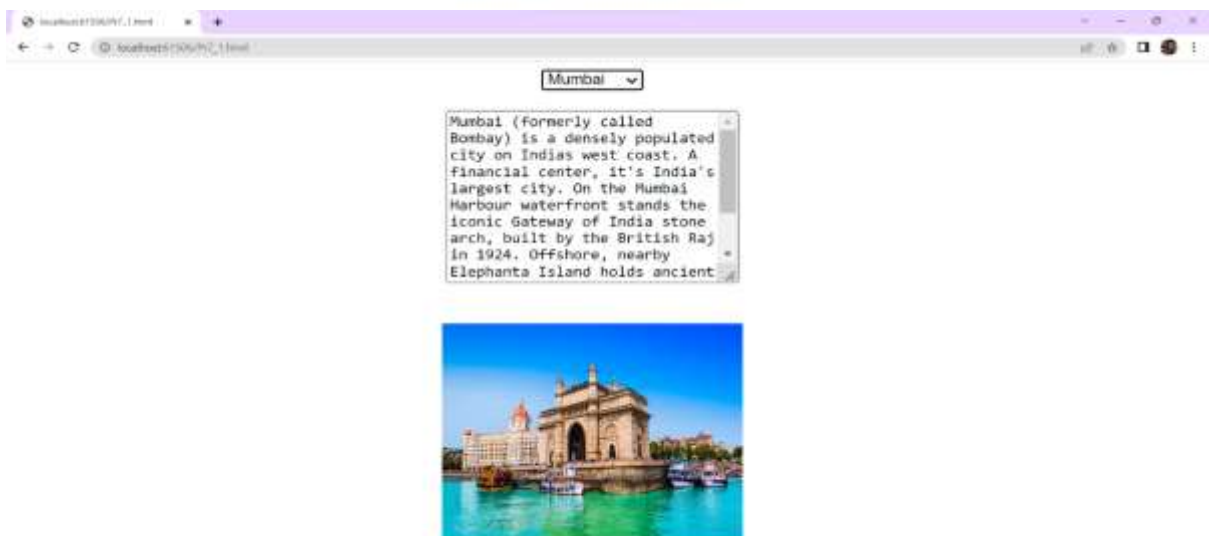 Mumbai
Mumbai (formerly called
Bombay) is a densely populated
city on Indias west coast. A
financial center, it's India's
largest city. On the Mumbai
Harbour waterfront stands the
iconic Gateway of India stone
arch, built by the British Raj
in 1924. Offshore, nearby
Elephanta Island holds ancient